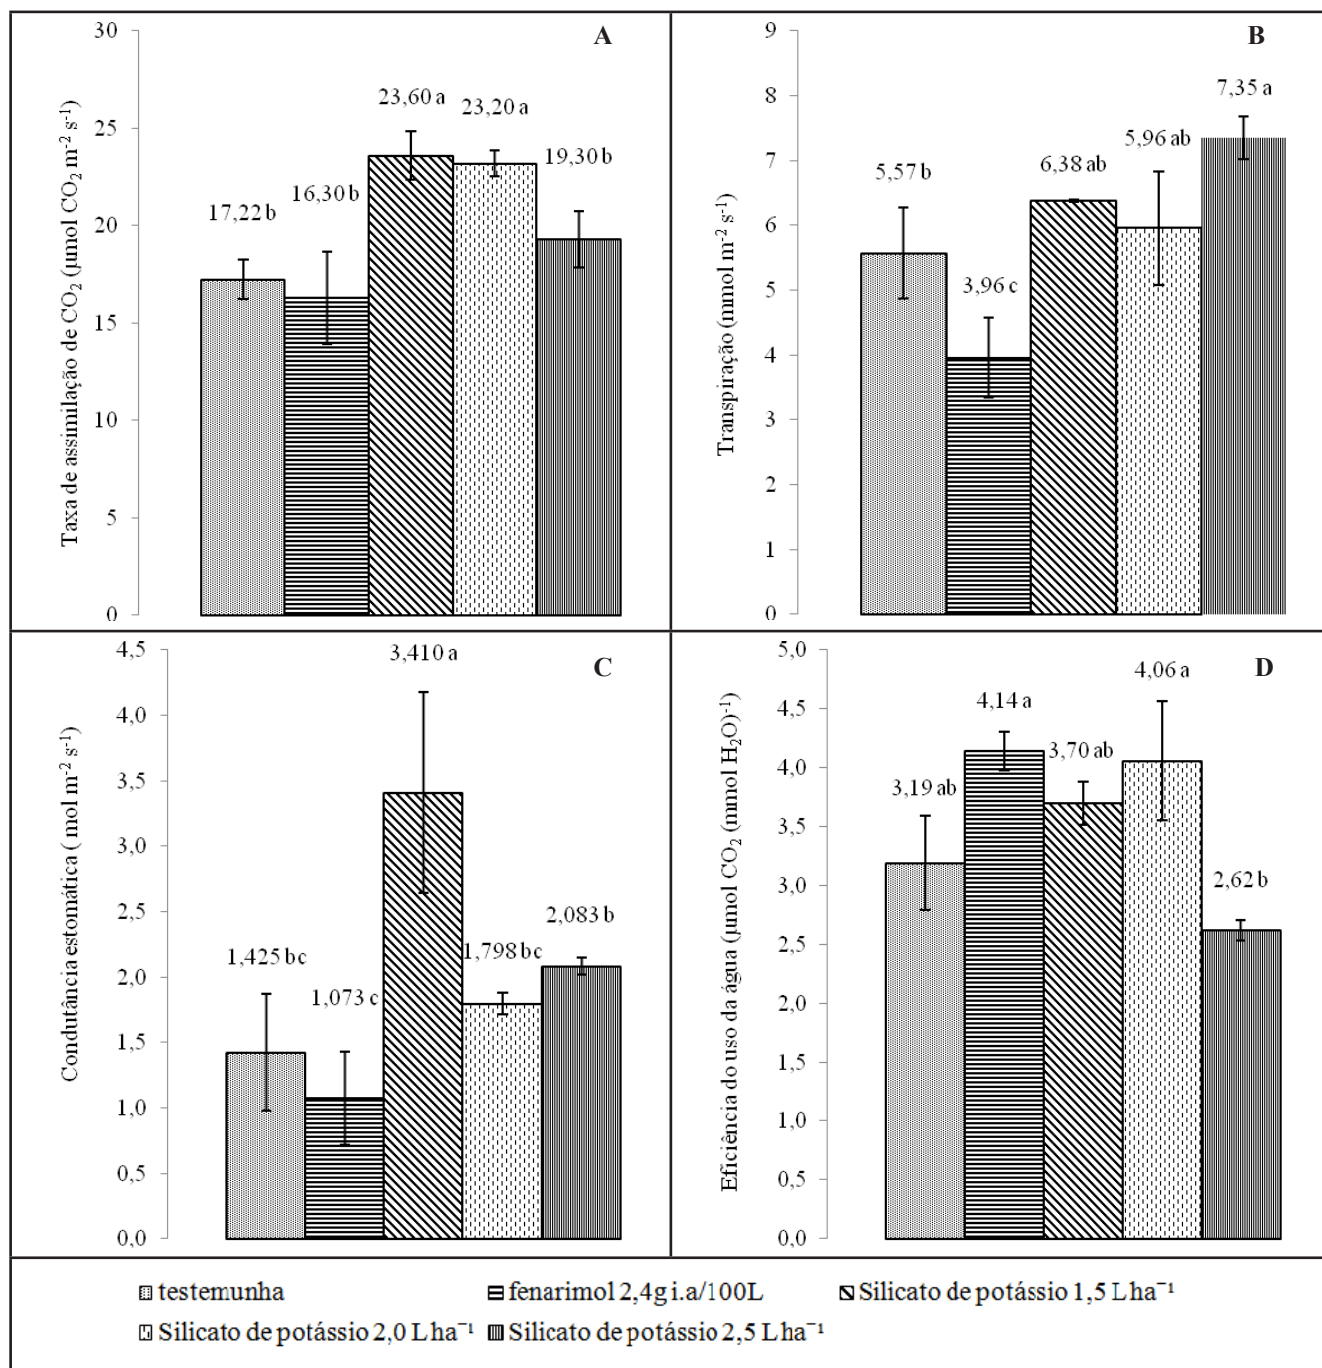 A
Taxa de assimilação de CO₂ (µmol CO₂ m⁻² s⁻¹)
30
25
20
15
10
5
0
17,22 b
16,30 b
23,60 a
23,20 a
19,30 b
B
Transpiração (mmol m⁻² s⁻¹)
9
8
7
6
5
4
3
2
1
0
5,57 b
3,96 c
6,38 ab
5,96 ab
7,35 a
C
Condutância estomática ( mol m⁻² s⁻¹)
4,5
4,0
3,5
3,0
2,5
2,0
1,5
1,0
0,5
0,0
1,425 bc
1,073 c
3,410 a
1,798 bc
2,083 b
D
Eficiência do uso da água (µmol CO₂ (mmol H₂O)⁻¹)
5,0
4,5
4,0
3,5
3,0
2,5
2,0
1,5
1,0
0,5
0,0
3,19 ab
4,14 a
3,70 ab
4,06 a
2,62 b
testemunha
fenarimol 2,4g i.a/100L
Silicato de potássio 1,5 L ha⁻¹
Silicato de potássio 2,0 L ha⁻¹
Silicato de potássio 2,5 L ha⁻¹